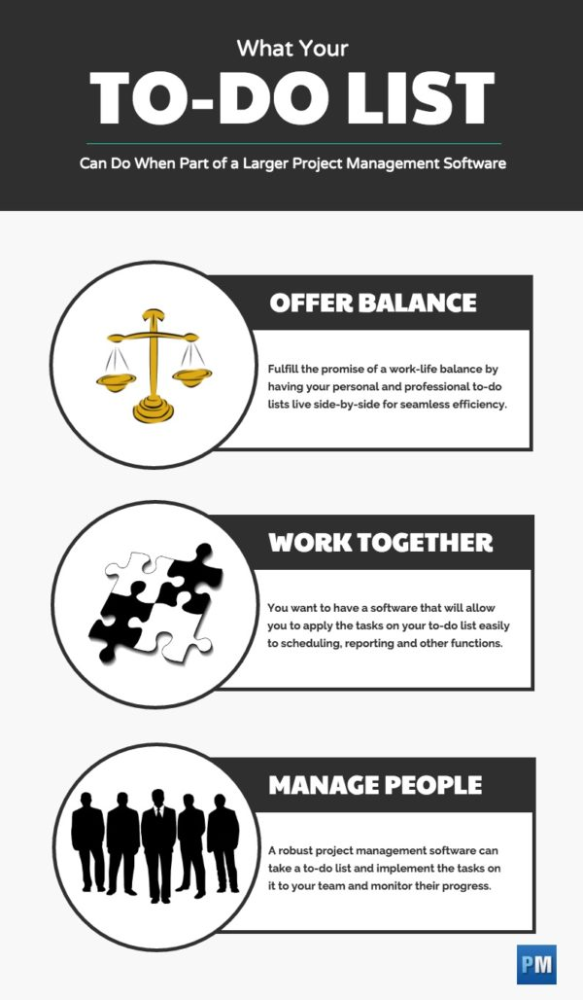 What Your
TO-DO LIST
Can Do When Part of a Larger Project Management Software
OFFER BALANCE
Fulfill the promise of a work-life balance by
having your personal and professional to-do
lists live side-by-side for seamless efficiency.
WORK TOGETHER
You want to have a software that will allow
you to apply the tasks on your to-do list easily
to scheduling, reporting and other functions.
MANAGE PEOPLE
A robust project management software can
take a to-do list and implement the tasks on
it to your team and monitor their progress.
PM